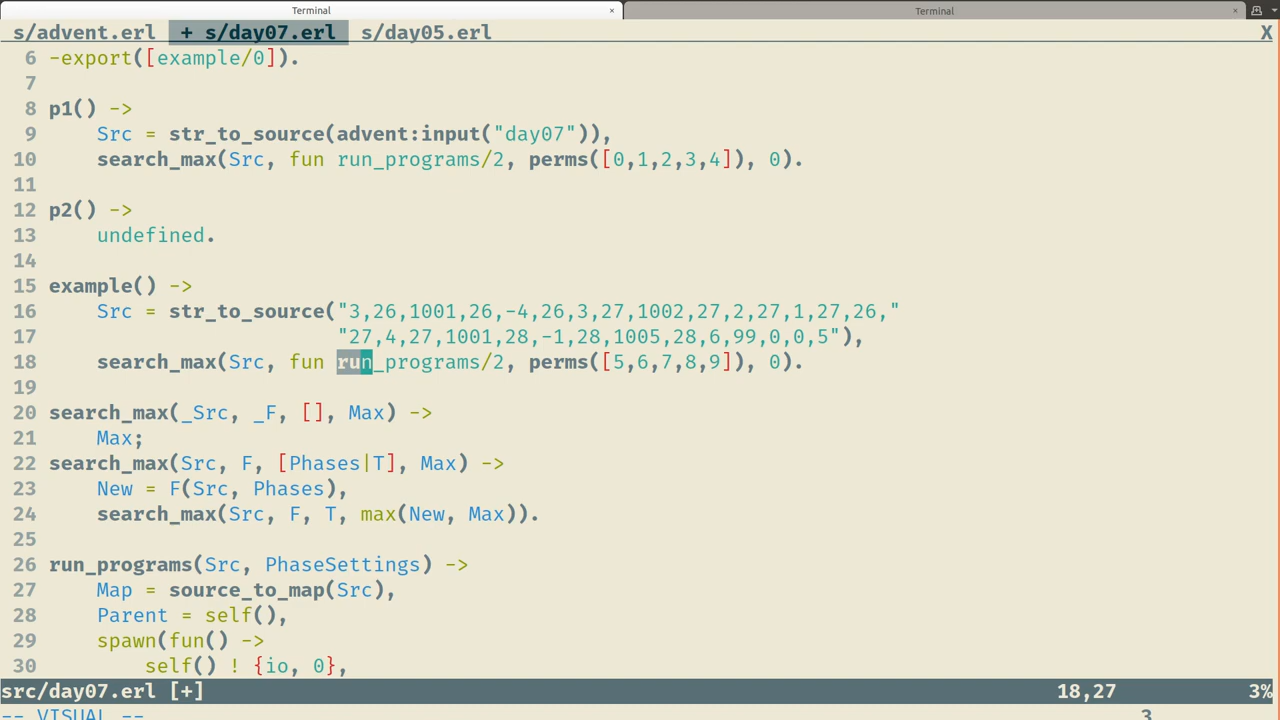 Terminal × Terminal ×
s/advent.erl + s/day07.erl s/day05.erl X
6 -export([example/0]).
7
8 p1() ->
9 Src = str_to_source(advent:input("day07")),
10 search_max(Src, fun run_programs/2, perms([0,1,2,3,4]), 0).
11
12 p2() ->
13 undefined.
14
15 example() ->
16 Src = str_to_source("3,26,1001,26,-4,26,3,27,1002,27,2,27,1,27,26,"
17 "27,4,27,1001,28,-1,28,1005,28,6,99,0,0,5"),
18 search_max(Src, fun run_programs/2, perms([5,6,7,8,9]), 0).
19
20 search_max(_Src, _F, [], Max) ->
21 Max;
22 search_max(Src, F, [Phases|T], Max) ->
23 New = F(Src, Phases),
24 search_max(Src, F, T, max(New, Max)).
25
26 run_programs(Src, PhaseSettings) ->
27 Map = source_to_map(Src),
28 Parent = self(),
29 spawn(fun() ->
30 self() ! {io, 0},
src/day07.erl [+] 18,27 3%
-- VISUAL -- 3